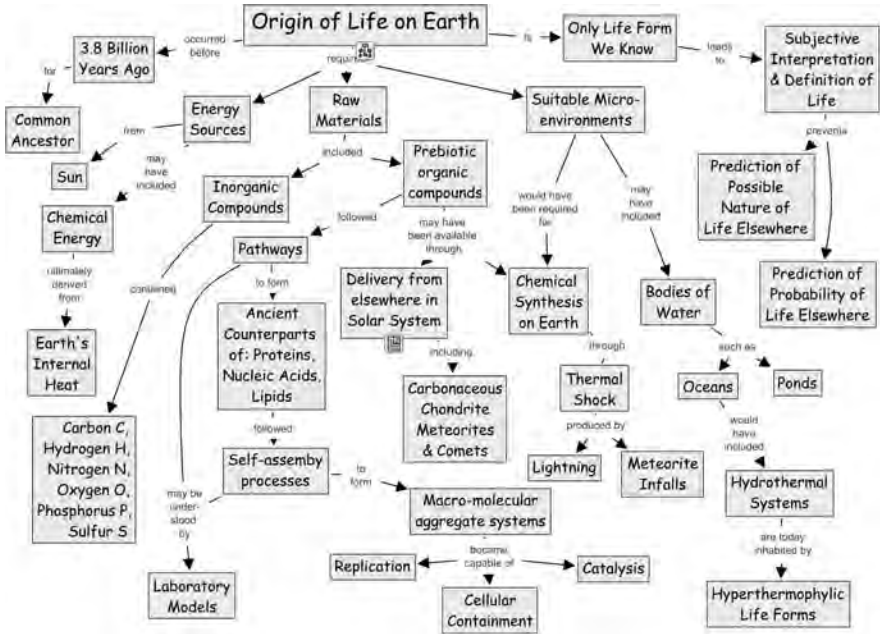 Origin of Life on Earth
occurred
before
3.8 Billion
Years Ago
is
Only Life Form
We Know
leads
to
Subjective
Interpretation
& Definition of
Life
for
Common
Ancestor
Energy
Sources
Raw
Materials
Suitable Micro-
environments
from
Sun
may
have
included
included
Prebiotic
organic
compounds
prevents
Prediction of
Possible
Nature of
Life Elsewhere
Inorganic
Compounds
would have
been required
for
may
have
included
Chemical
Energy
followed
Pathways
may have
been available
through
ultimately
derived
from
to form
Delivery from
elsewhere in
Solar System
Chemical
Synthesis
on Earth
Bodies of
Water
Prediction of
Probability of
Life Elsewhere
Earth's
Internal
Heat
Ancient
Counterparts
of: Proteins,
Nucleic Acids,
Lipids
including
through
Thermal
Shock
such as
Oceans
Ponds
Carbonaceous
Chondrite
Meteorites
& Comets
produced by
Lightning
Meteorite
Infalls
would
have
included
Carbon C,
Hydrogen H,
Nitrogen N,
Oxygen O,
Phosphorus P,
Sulfur S
followed
Self-assemby
processes
to
form
Hydrothermal
Systems
may be
under-
stood
by
Macro-molecular
aggregate systems
are today
inhabited by
became
capable of
Replication
Catalysis
Laboratory
Models
Cellular
Containment
Hyperthermophylic
Life Forms